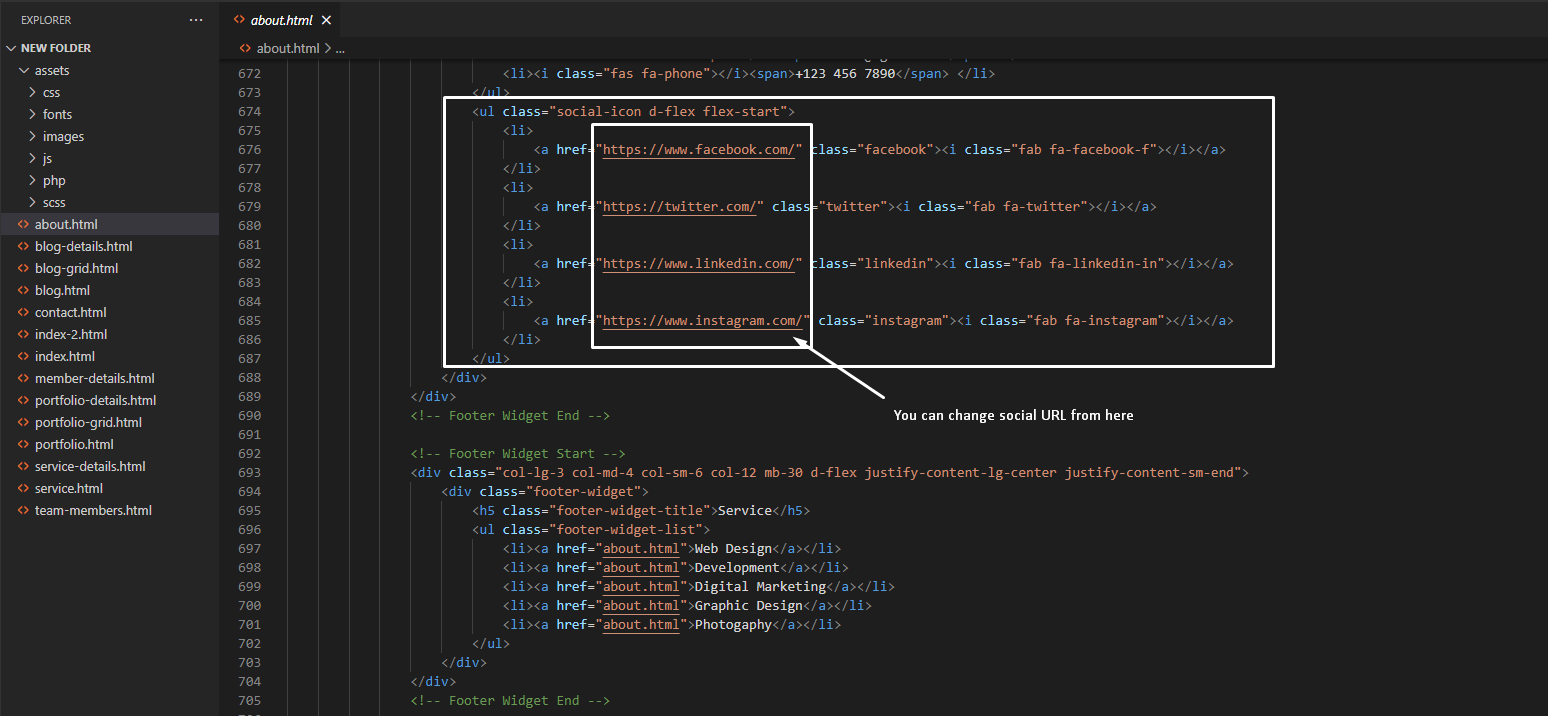 EXPLORER
...
NEW FOLDER
assets
css
fonts
images
js
php
scss
about.html
blog-details.html
blog-grid.html
blog.html
contact.html
index-2.html
index.html
member-details.html
portfolio-details.html
portfolio-grid.html
portfolio.html
service-details.html
service.html
team-members.html
about.html
about.html > ...
672 <li><i class="fas fa-phone"></i><span>+123 456 7890</span> </li>
673 </ul>
674 <ul class="social-icon d-flex flex-start">
675 <li>
676 <a href="https://www.facebook.com/" class="facebook"><i class="fab fa-facebook-f"></i></a>
677 </li>
678 <li>
679 <a href="https://twitter.com/" class="twitter"><i class="fab fa-twitter"></i></a>
680 </li>
681 <li>
682 <a href="https://www.linkedin.com/" class="linkedin"><i class="fab fa-linkedin-in"></i></a>
683 </li>
684 <li>
685 <a href="https://www.instagram.com/" class="instagram"><i class="fab fa-instagram"></i></a>
686 </li>
687 </ul>
688 </div>
689 </div>
You can change social URL from here
690 <!-- Footer Widget End -->
691
692 <!-- Footer Widget Start -->
693 <div class="col-lg-3 col-md-4 col-sm-6 col-12 mb-30 d-flex justify-content-lg-center justify-content-sm-end">
694 <div class="footer-widget">
695 <h5 class="footer-widget-title">Service</h5>
696 <ul class="footer-widget-list">
697 <li><a href="about.html">Web Design</a></li>
698 <li><a href="about.html">Development</a></li>
699 <li><a href="about.html">Digital Marketing</a></li>
700 <li><a href="about.html">Graphic Design</a></li>
701 <li><a href="about.html">Photogaphy</a></li>
702 </ul>
703 </div>
704 </div>
705 <!-- Footer Widget End -->